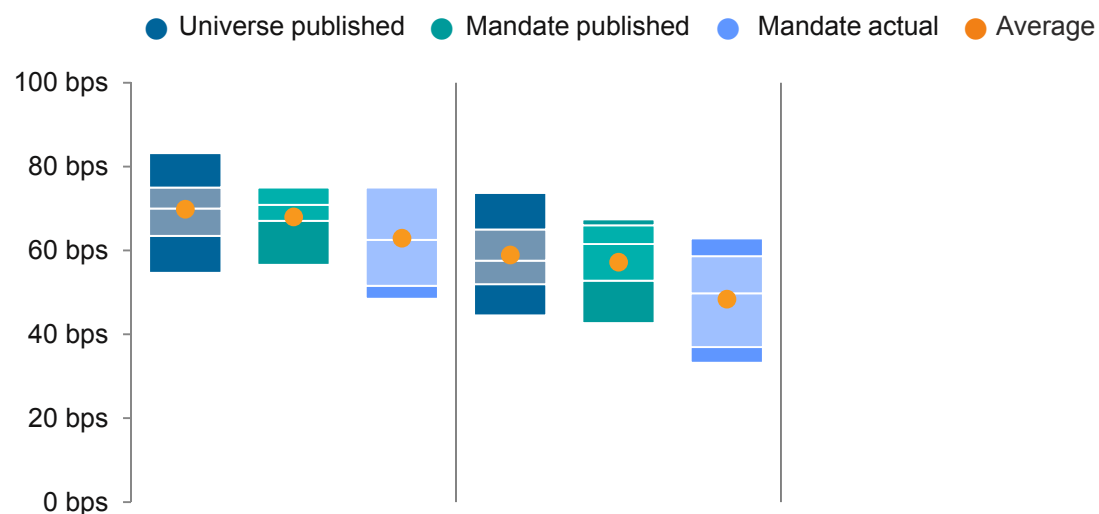 Universe published Mandate published Mandate actual Average
100 bps
80 bps
60 bps
40 bps
20 bps
0 bps